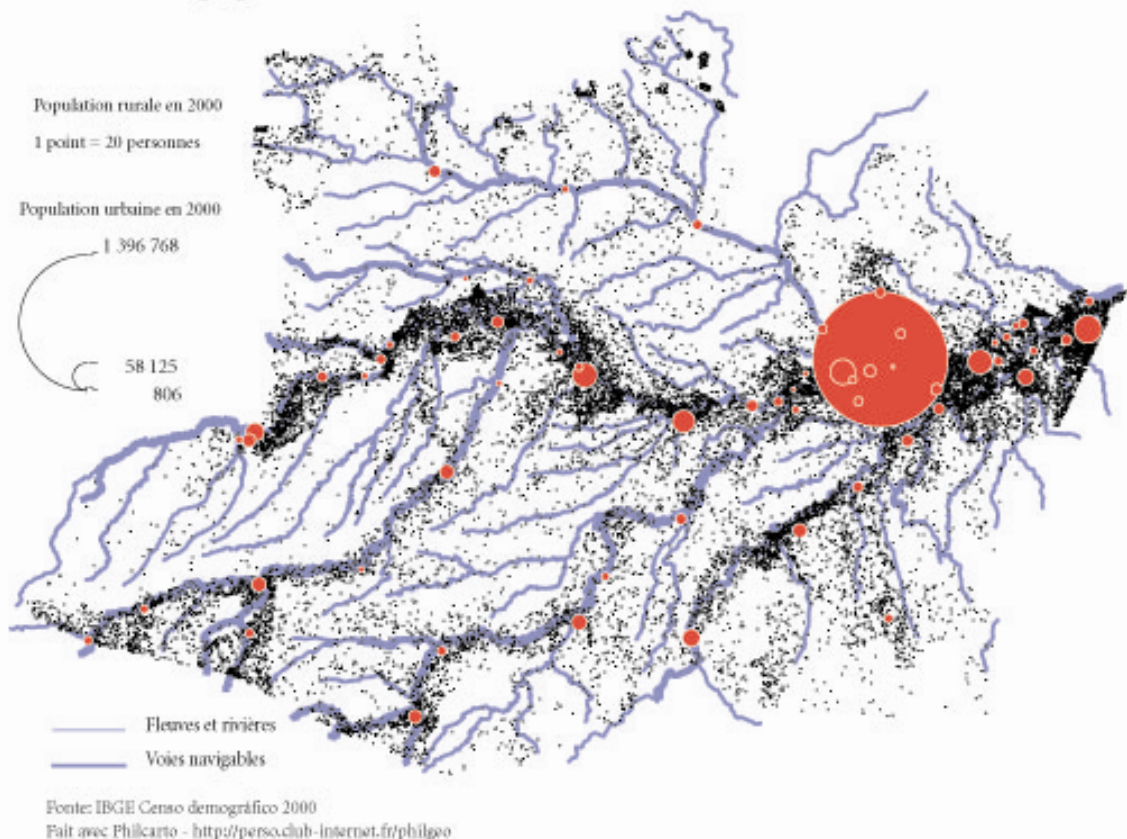 Population rurale en 2000
1 point = 20 personnes
Population urbaine en 2000
1 396 768
58 125
806
Fleuves et rivières
Voies navigables
Fonte: IBGE Censo demográfico 2000
Fait avec Philcarto - http://perso.club-internet.fr/philgeo